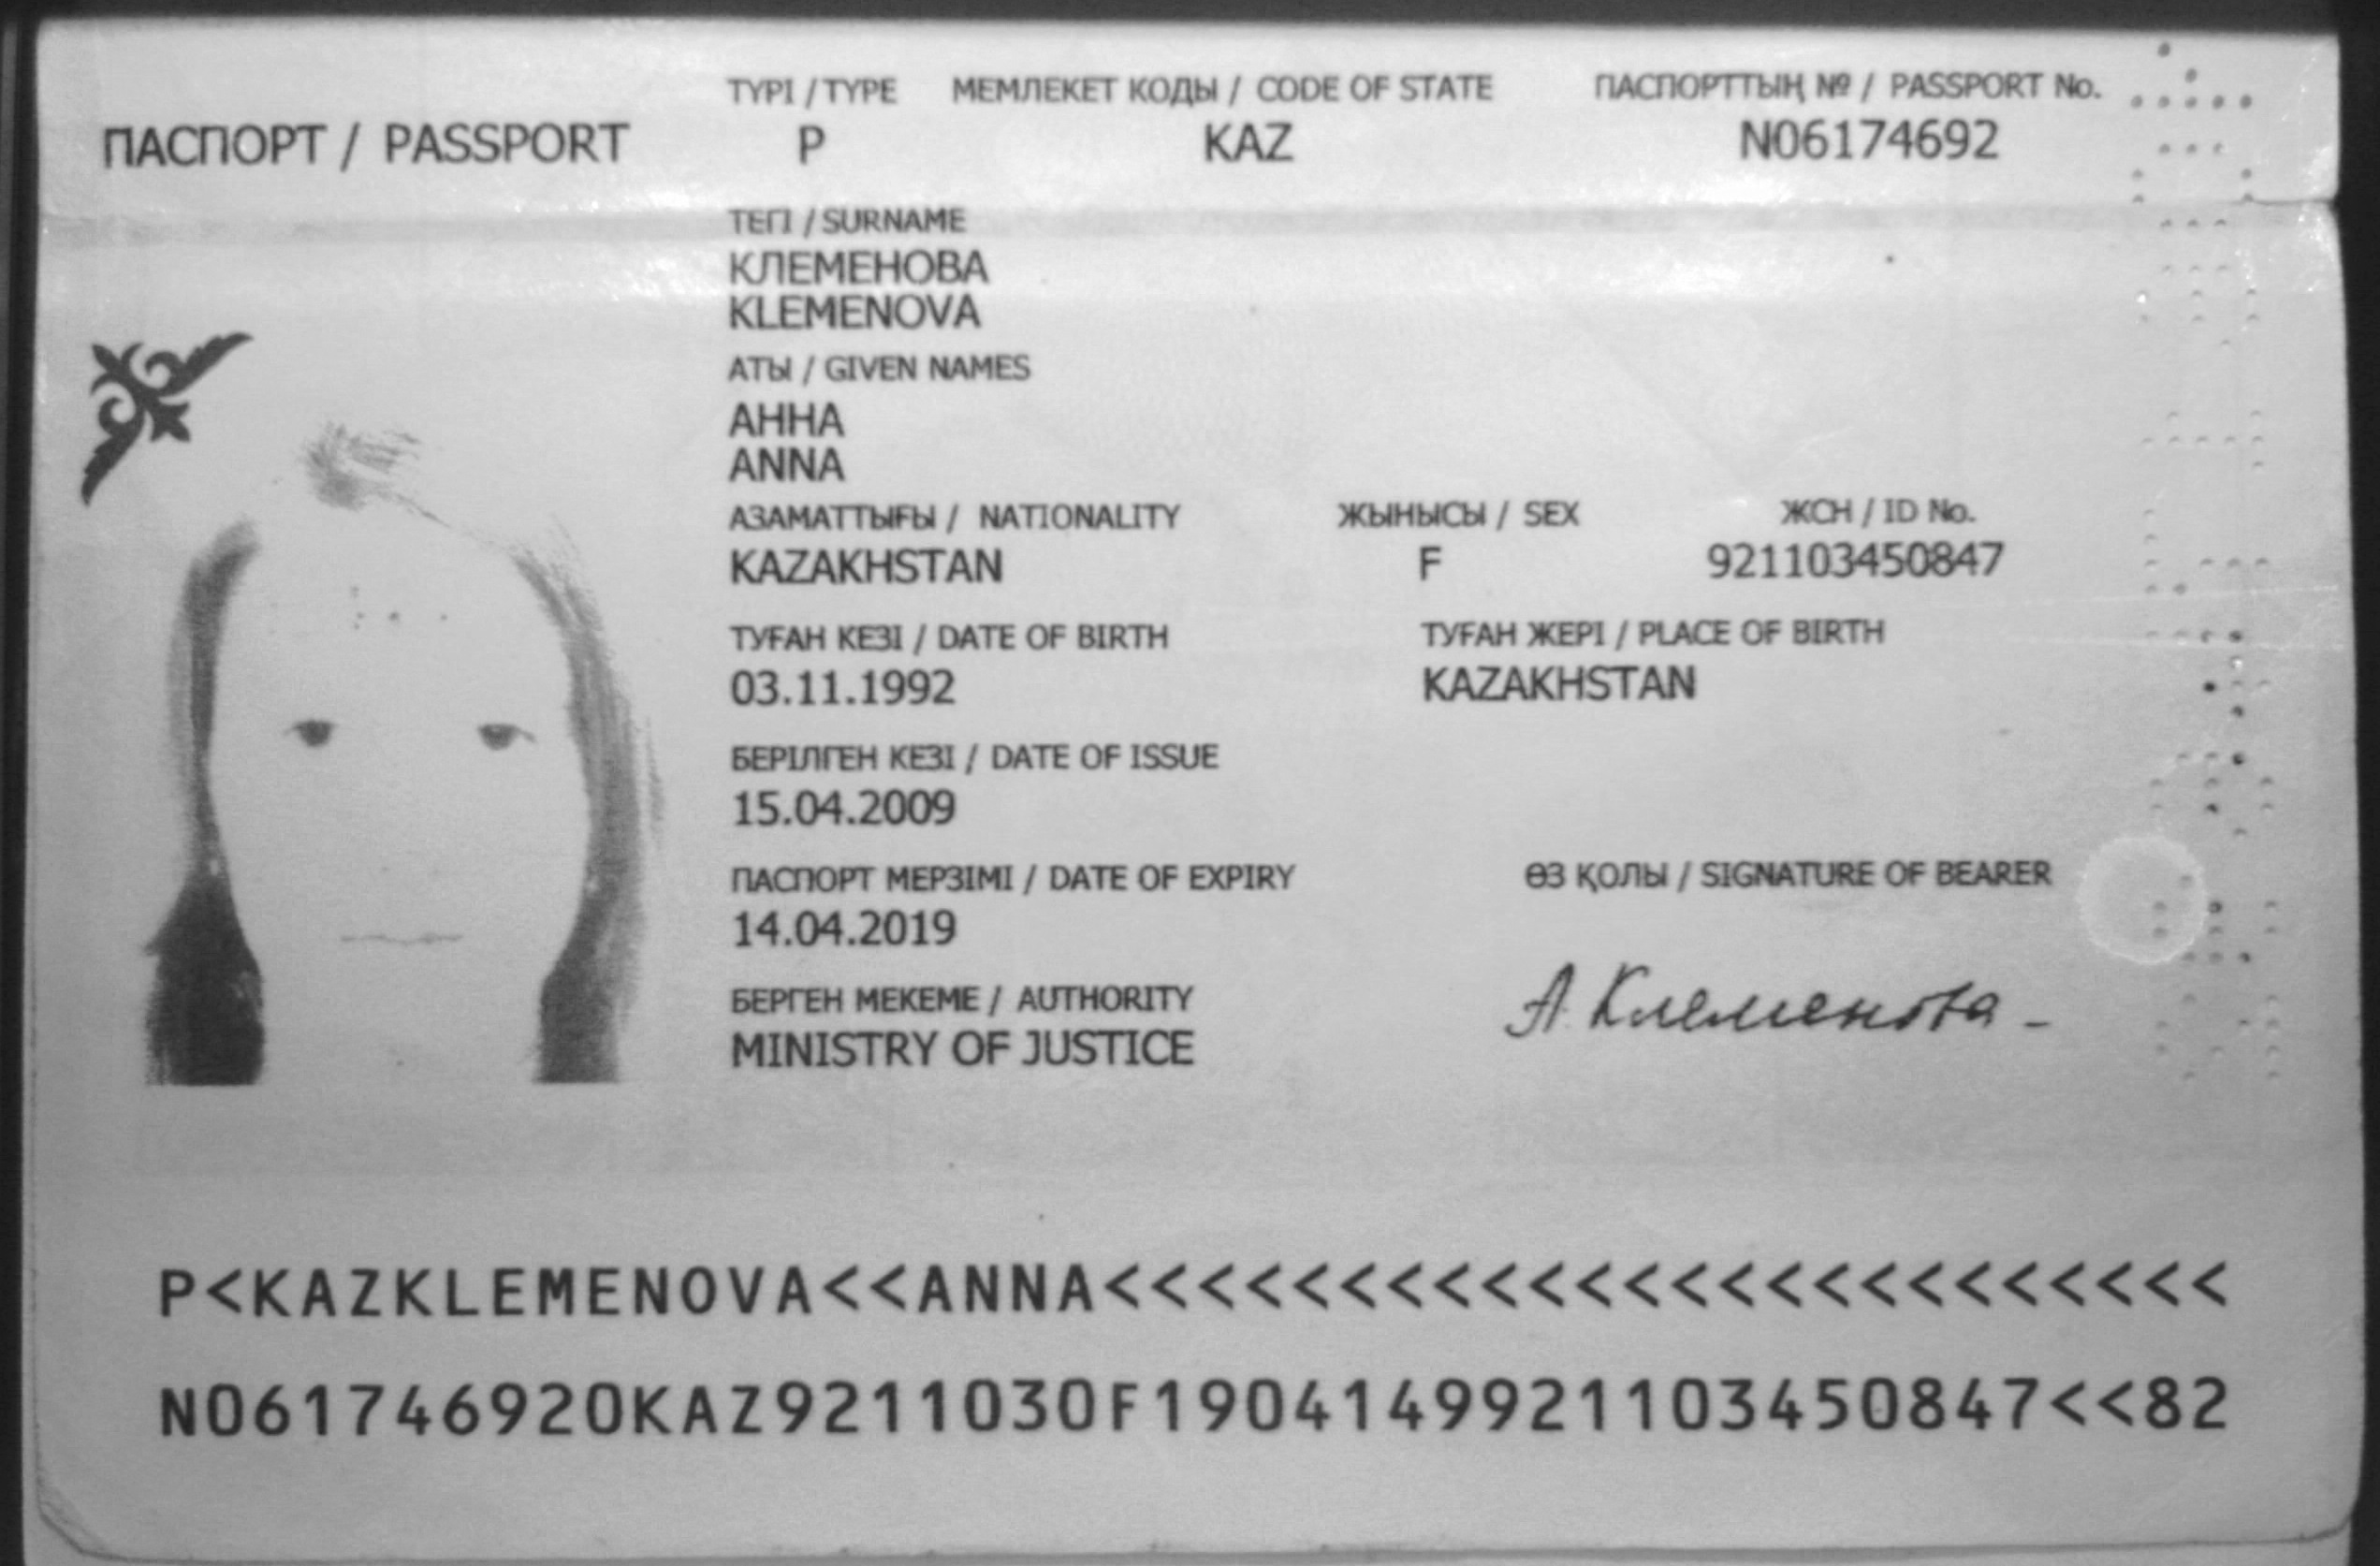 ПАСПОРТ / PASSPORT
ТҮРІ / TYPE
P
МЕМЛЕКЕТ КОДЫ / CODE OF STATE
KAZ
ПАСПОРТТЫҢ № / PASSPORT No.
N06174692
ТЕГІ / SURNAME
КЛЕМЕНОВА
KLEMENOVA
АТЫ / GIVEN NAMES
АННА
ANNA
АЗАМАТТЫҒЫ / NATIONALITY
KAZAKHSTAN
ЖЫНЫСЫ / SEX
F
ЖСН / ID No.
921103450847
ТУҒАН КЕЗІ / DATE OF BIRTH
03.11.1992
ТУҒАН ЖЕРІ / PLACE OF BIRTH
KAZAKHSTAN
БЕРІЛГЕН КЕЗІ / DATE OF ISSUE
15.04.2009
ПАСПОРТ МЕРЗІМІ / DATE OF EXPIRY
14.04.2019
ӨЗ ҚОЛЫ / SIGNATURE OF BEARER
А. Клеменова
БЕРГЕН МЕКЕМЕ / AUTHORITY
MINISTRY OF JUSTICE
P<KAZKLEMENOVA<<ANNA<<<<<<<<<<<<<<<<<<<<<<<<
N061746920KAZ9211030F1904149921103450847<<82